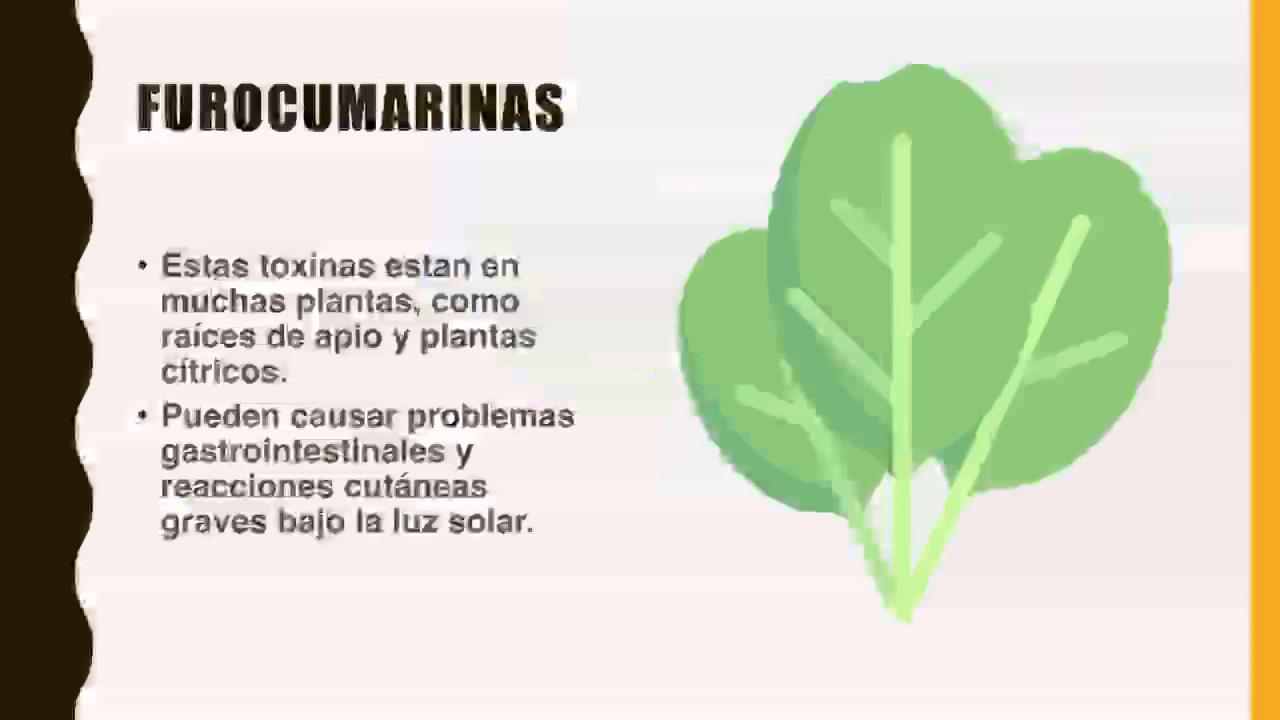 FUROCUMARINAS
• Estas toxinas estan en
muchas plantas, como
raíces de apio y plantas
cítricos.
• Pueden causar problemas
gastrointestinales y
reacciones cutáneas
graves bajo la luz solar.